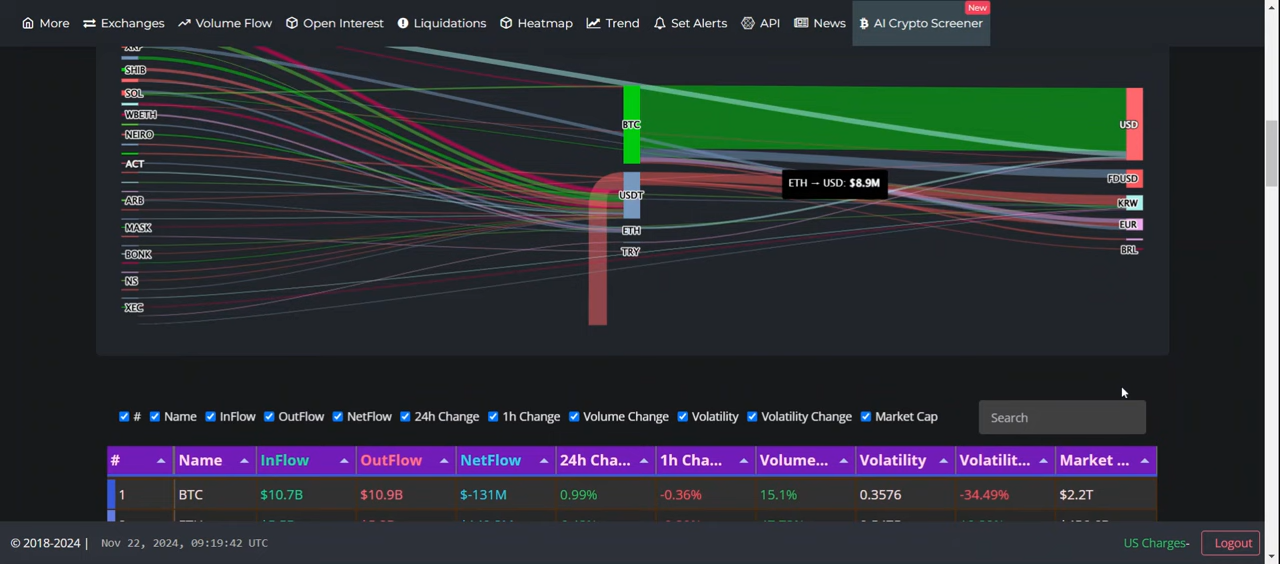 More Exchanges Volume Flow Open Interest Liquidations Heatmap Trend Set Alerts API News AI Crypto Screener New
SHIB
SOL
WBETH
NEIRO
ACT
ARB
MASK
BONK
NS
XEC
BTC
USDT
ETH
TRY
ETH → USD: $8.9M
USD
FDUSD
KRW
EUR
BRL
# Name InFlow OutFlow NetFlow 24h Change 1h Change Volume Change Volatility Volatility Change Market Cap Search
# Name InFlow OutFlow NetFlow 24h Cha... 1h Cha... Volume... Volatility Volatilit... Market ...
1 BTC $10.7B $10.9B $-131M 0.99% -0.36% 15.1% 0.3576 -34.49% $2.2T
© 2018-2024 | Nov 22, 2024, 09:19:42 UTC US Charges- Logout